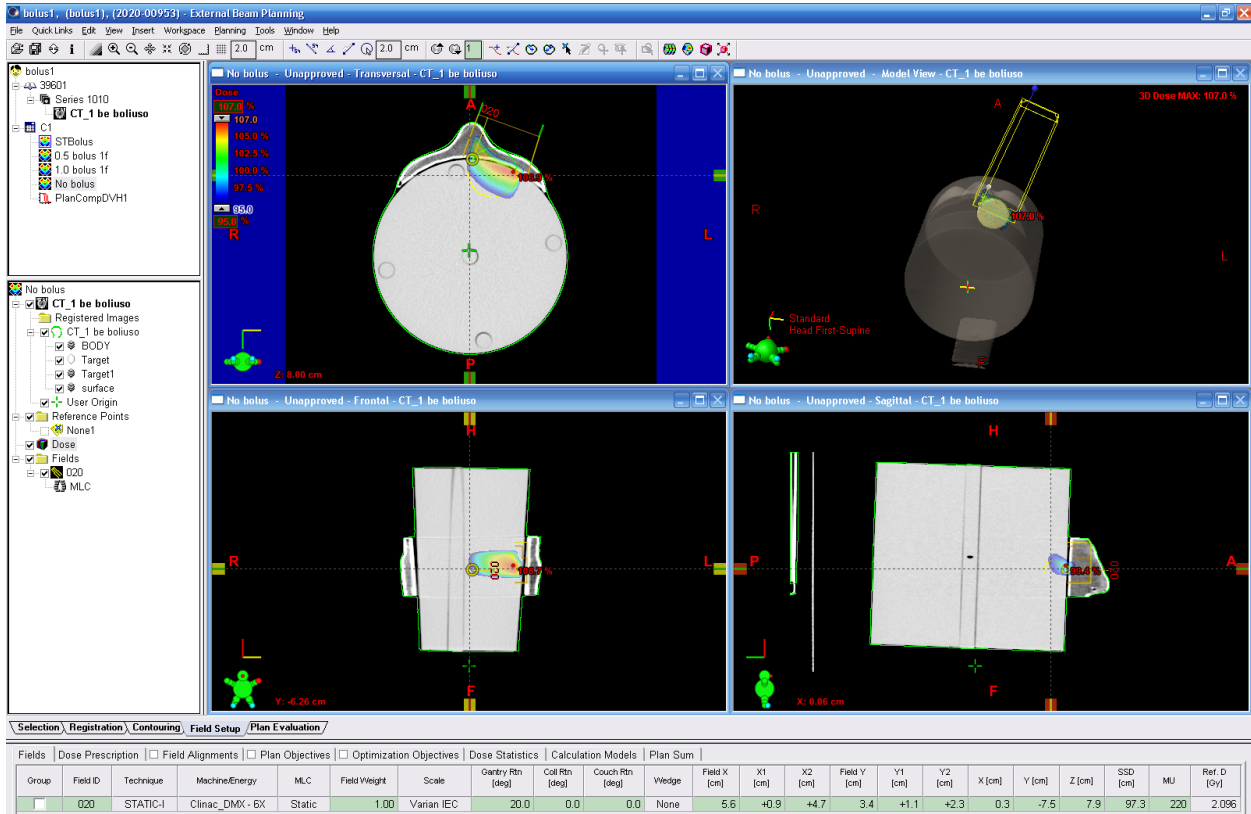 bolus1, (bolus1), (2020-00953) - External Beam Planning
File Quick Links Edit View Insert Workspace Planning Tools Window Help
2.0 cm 2.0 cm 1
bolus1
39601
Series 1010
CT_1 be boliuso
C1
STBolus
0.5 bolus 1f
1.0 bolus 1f
No bolus
PlanCompDVH1
No bolus
CT_1 be boliuso
Registered Images
CT_1 be boliuso
BODY
Target
Target1
surface
User Origin
Reference Points
None1
Dose
Fields
020
MLC
No bolus - Unapproved - Transversal - CT_1 be boliuso
Dose
107.0 %
107.0
105.0 %
102.5 %
100.0 %
97.5 %
95.0
95.0 %
A
020
R
L
P
Z: 8.00 cm
No bolus - Unapproved - Model View - CT_1 be boliuso
3D Dose MAX: 107.0 %
A
R
107.0 %
L
Standard
Head First-Supine
No bolus - Unapproved - Frontal - CT_1 be boliuso
H
R
020
L
F
Y: -6.26 cm
No bolus - Unapproved - Sagittal - CT_1 be boliuso
H
P
020
A
F
X: 0.06 cm
Selection Registration Contouring Field Setup Plan Evaluation
Fields Dose Prescription Field Alignments Plan Objectives Optimization Objectives Dose Statistics Calculation Models Plan Sum
Group Field ID Technique Machine/Energy MLC Field Weight Scale Gantry Rtn [deg] Coll Rtn [deg] Couch Rtn [deg] Wedge Field X [cm] X1 [cm] X2 [cm] Field Y [cm] Y1 [cm] Y2 [cm] X [cm] Y [cm] Z [cm] SSD [cm] MU Ref. D [Gy]
020 STATIC-I Clinac_DMX - 6X Static 1.00 Varian IEC 20.0 0.0 0.0 None 5.6 +0.9 +4.7 3.4 +1.1 +2.3 0.3 -7.5 7.9 97.3 220 2.096